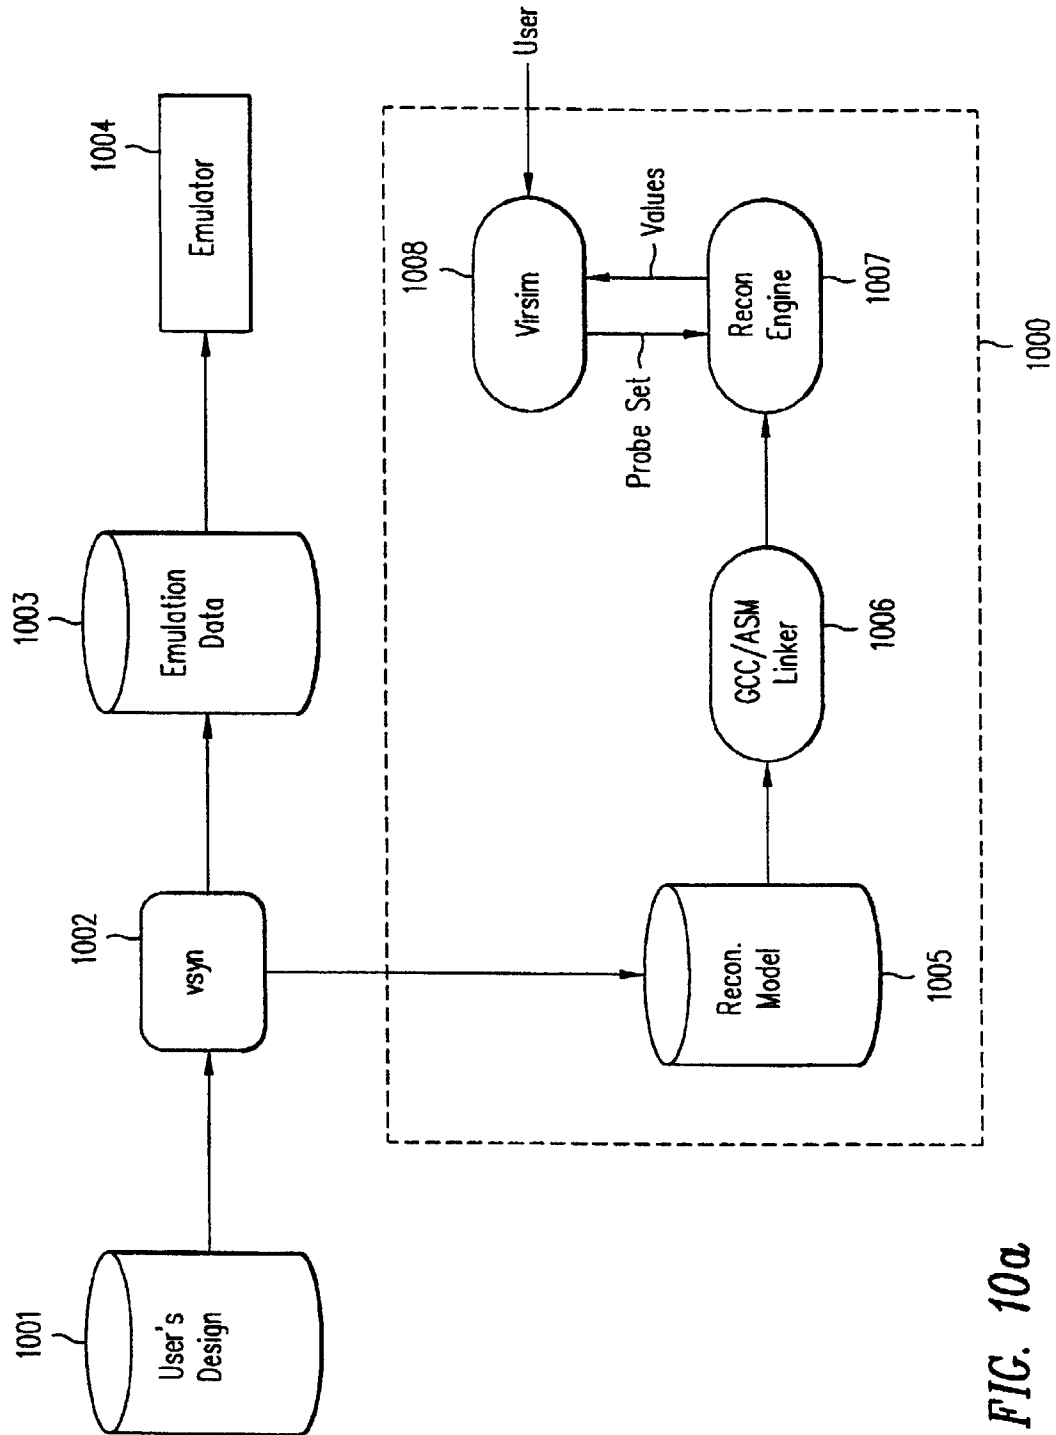 1001
User's
Design
1002
vsyn
1003
Emulation
Data
1004
Emulator
Recon.
Model
1005
GCC/ASM
Linker
1006
Recon
Engine
1007
Probe Set
Values
Virsim
1008
User
1000
FIG. 10a